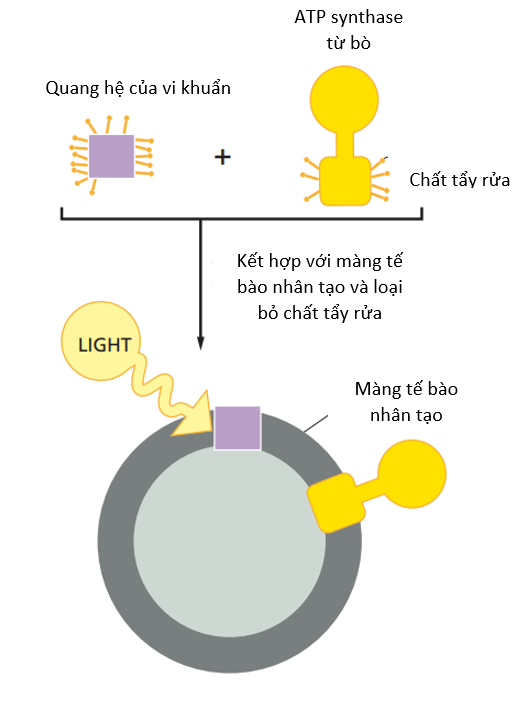 ATP synthase
từ bò
Quang hệ của vi khuẩn
+
Chất tẩy rửa
Kết hợp với màng tế
bào nhân tạo và loại
bỏ chất tẩy rửa
LIGHT
Màng tế bào
nhân tạo